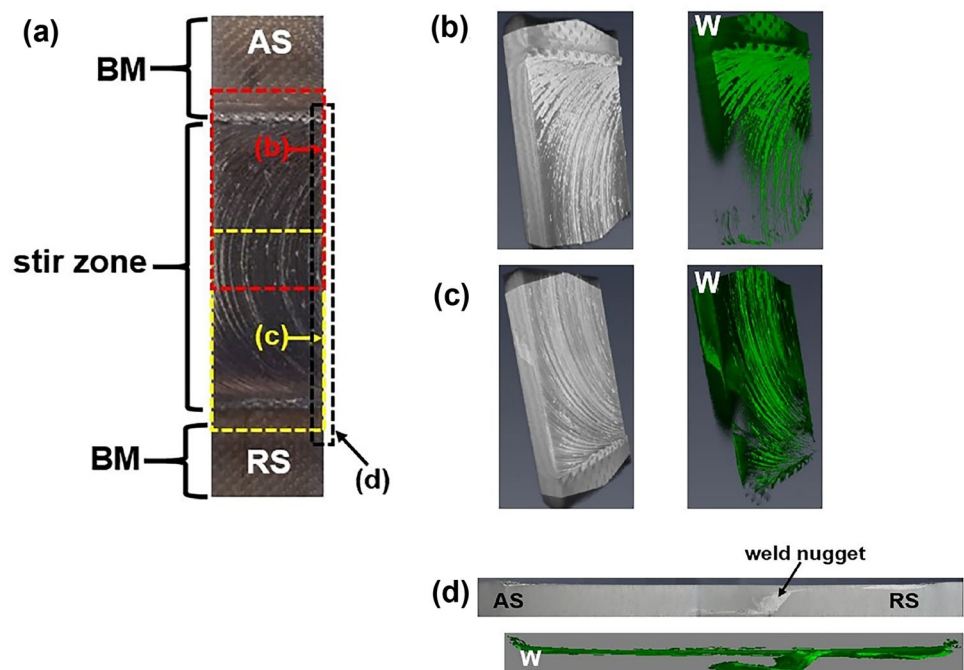 (a)
AS
BM
(b)
stir zone
(c)
BM
RS
(d)
(b)
W
(c)
W
weld nugget
(d)
AS
RS
W